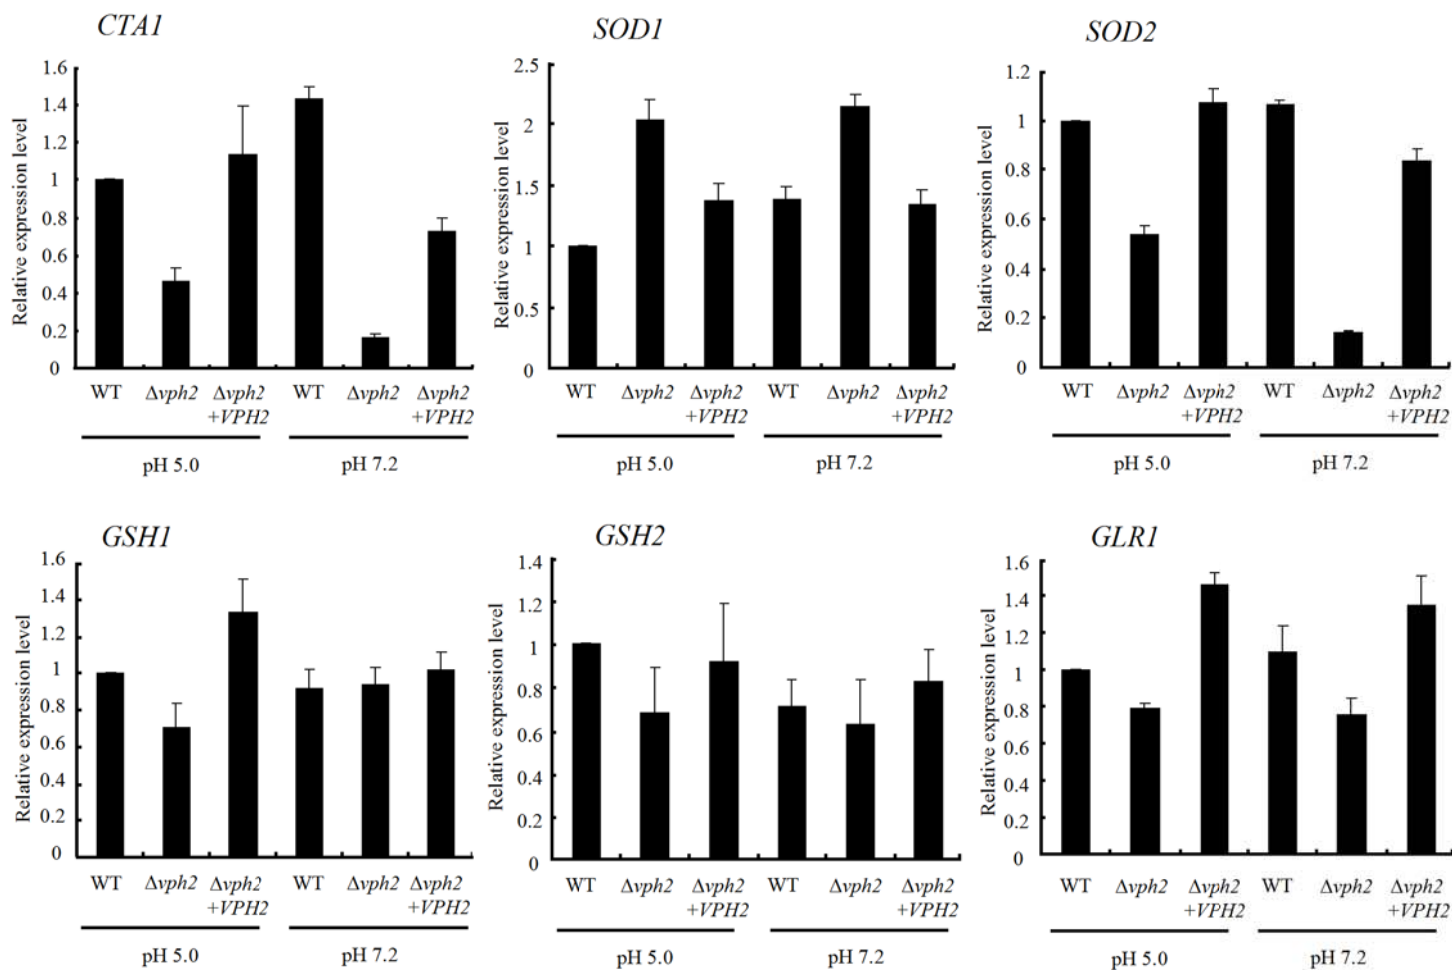 CTA1
Relative expression level
1.6
1.4
1.2
1
0.8
0.6
0.4
0.2
0
WT Δvph2 Δvph2 WT Δvph2 Δvph2
+VPH2 +VPH2
pH 5.0 pH 7.2
SOD1
Relative expression level
2.5
2
1.5
1
0.5
0
WT Δvph2 Δvph2 WT Δvph2 Δvph2
+VPH2 +VPH2
pH 5.0 pH 7.2
SOD2
Relative expression level
1.2
1
0.8
0.6
0.4
0.2
0
WT Δvph2 Δvph2 WT Δvph2 Δvph2
+VPH2 +VPH2
pH 5.0 pH 7.2
GSH1
Relative expression level
1.6
1.4
1.2
1
0.8
0.6
0.4
0.2
0
WT Δvph2 Δvph2 WT Δvph2 Δvph2
+VPH2 +VPH2
pH 5.0 pH 7.2
GSH2
Relative expression level
1.4
1.2
1
0.8
0.6
0.4
0.2
0
WT Δvph2 Δvph2 WT Δvph2 Δvph2
+VPH2 +VPH2
pH 5.0 pH 7.2
GLR1
Relative expression level
1.6
1.4
1.2
1
0.8
0.6
0.4
0.2
0
WT Δvph2 Δvph2 WT Δvph2 Δvph2
+VPH2 +VPH2
pH 5.0 pH 7.2